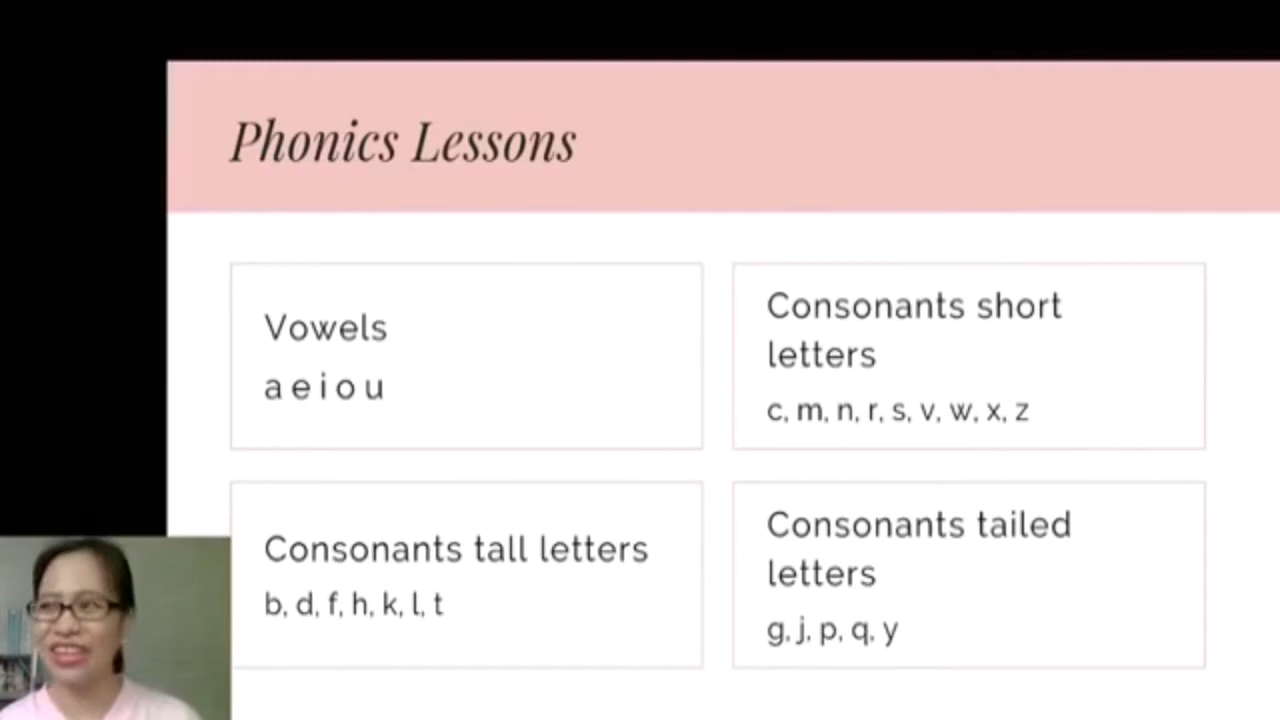 Phonics Lessons
Vowels
a e i o u
Consonants short
letters
c, m, n, r, s, v, w, x, z
Consonants tall letters
b, d, f, h, k, l, t
Consonants tailed
letters
g, j, p, q, y